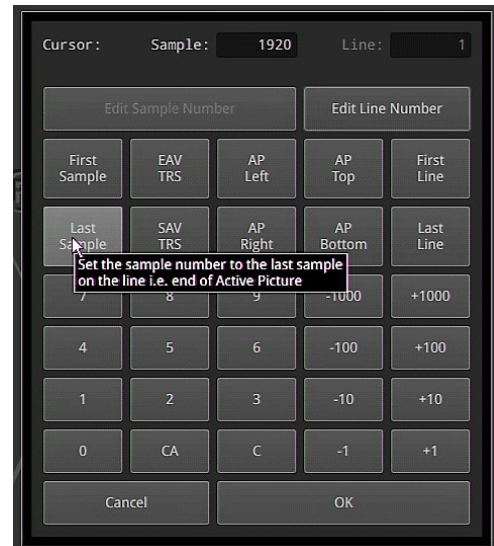 Cursor: Sample: 1920 Line: 1
Edit Sample Number Edit Line Number
First Sample EAV TRS AP Left AP Top First Line
Last Sample SAV TRS AP Right AP Bottom Last Line
Set the sample number to the last sample
on the line i.e. end of Active Picture
7 8 9 -1000 +1000
4 5 6 -100 +100
1 2 3 -10 +10
0 CA C -1 +1
Cancel OK